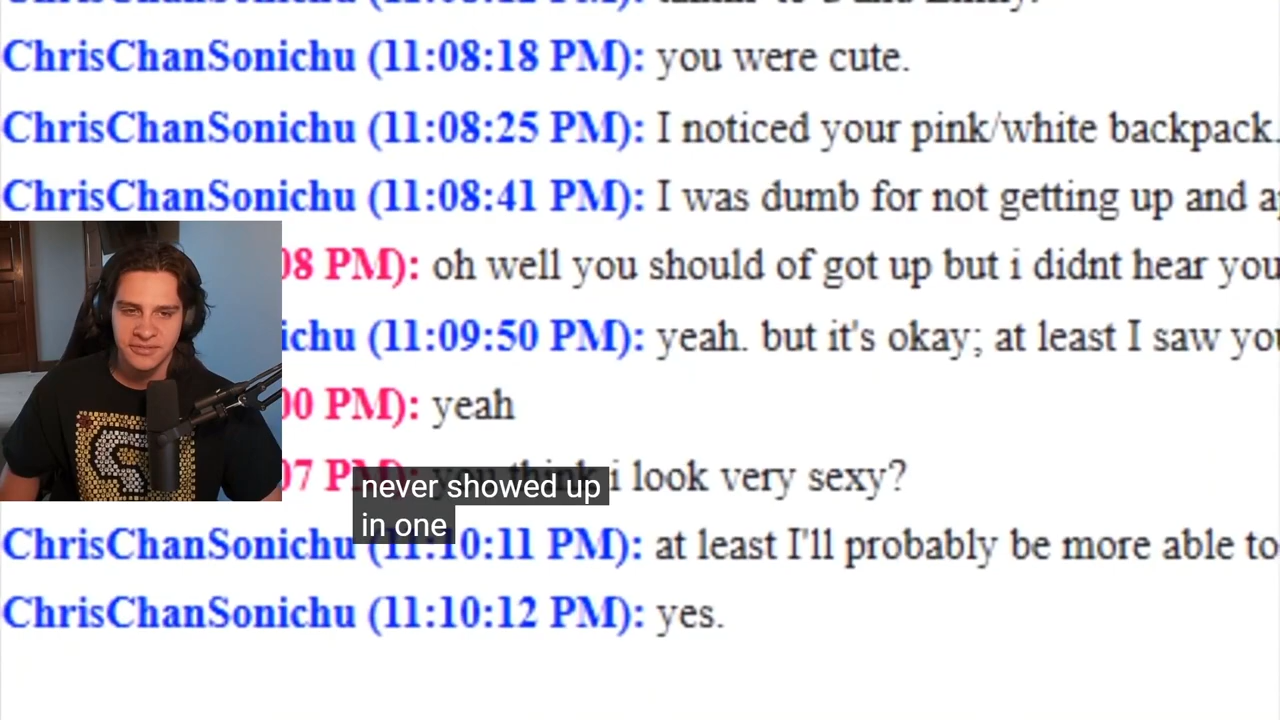 ChrisChanSonichu (11:08:18 PM): you were cute.
ChrisChanSonichu (11:08:25 PM): I noticed your pink/white backpack.
ChrisChanSonichu (11:08:41 PM): I was dumb for not getting up and a
08 PM): oh well you should of got up but i didnt hear you
ichu (11:09:50 PM): yeah. but it's okay; at least I saw you
00 PM): yeah
07 PM): you think i look very sexy?
never showed up
in one
ChrisChanSonichu (11:10:11 PM): at least I'll probably be more able to
ChrisChanSonichu (11:10:12 PM): yes.